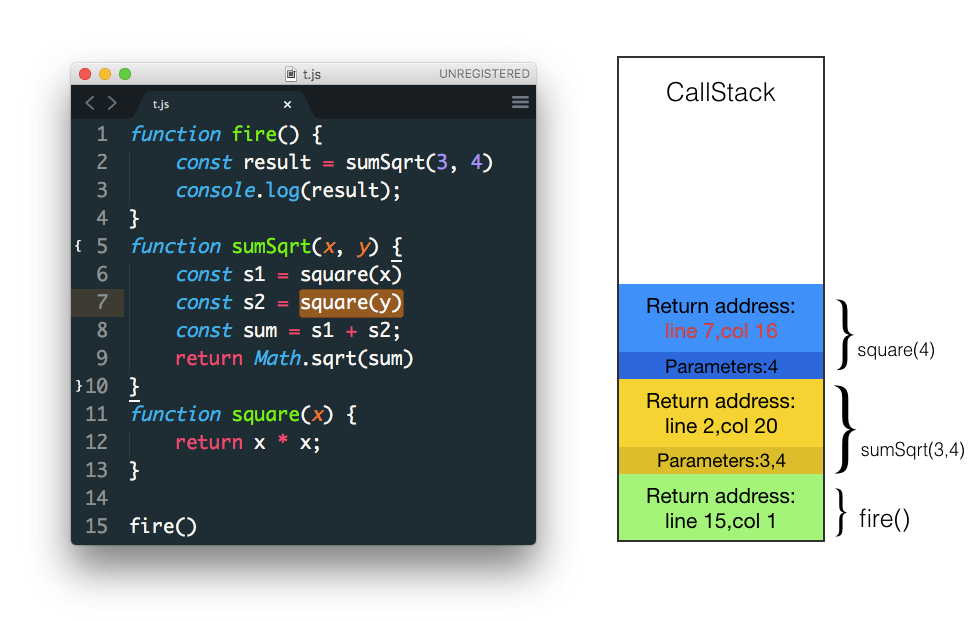 t.js
UNREGISTERED
t.js ×
1 function fire() {
2     const result = sumSqrt(3, 4)
3     console.log(result);
4 }
{ 5 function sumSqrt(x, y) {
6     const s1 = square(x)
7     const s2 = square(y)
8     const sum = s1 + s2;
9     return Math.sqrt(sum)
}10 }
11 function square(x) {
12     return x * x;
13 }
14
15 fire()
CallStack
Return address:
line 7,col 16
Parameters:4
square(4)
Return address:
line 2,col 20
Parameters:3,4
sumSqrt(3,4)
Return address:
line 15,col 1
fire()